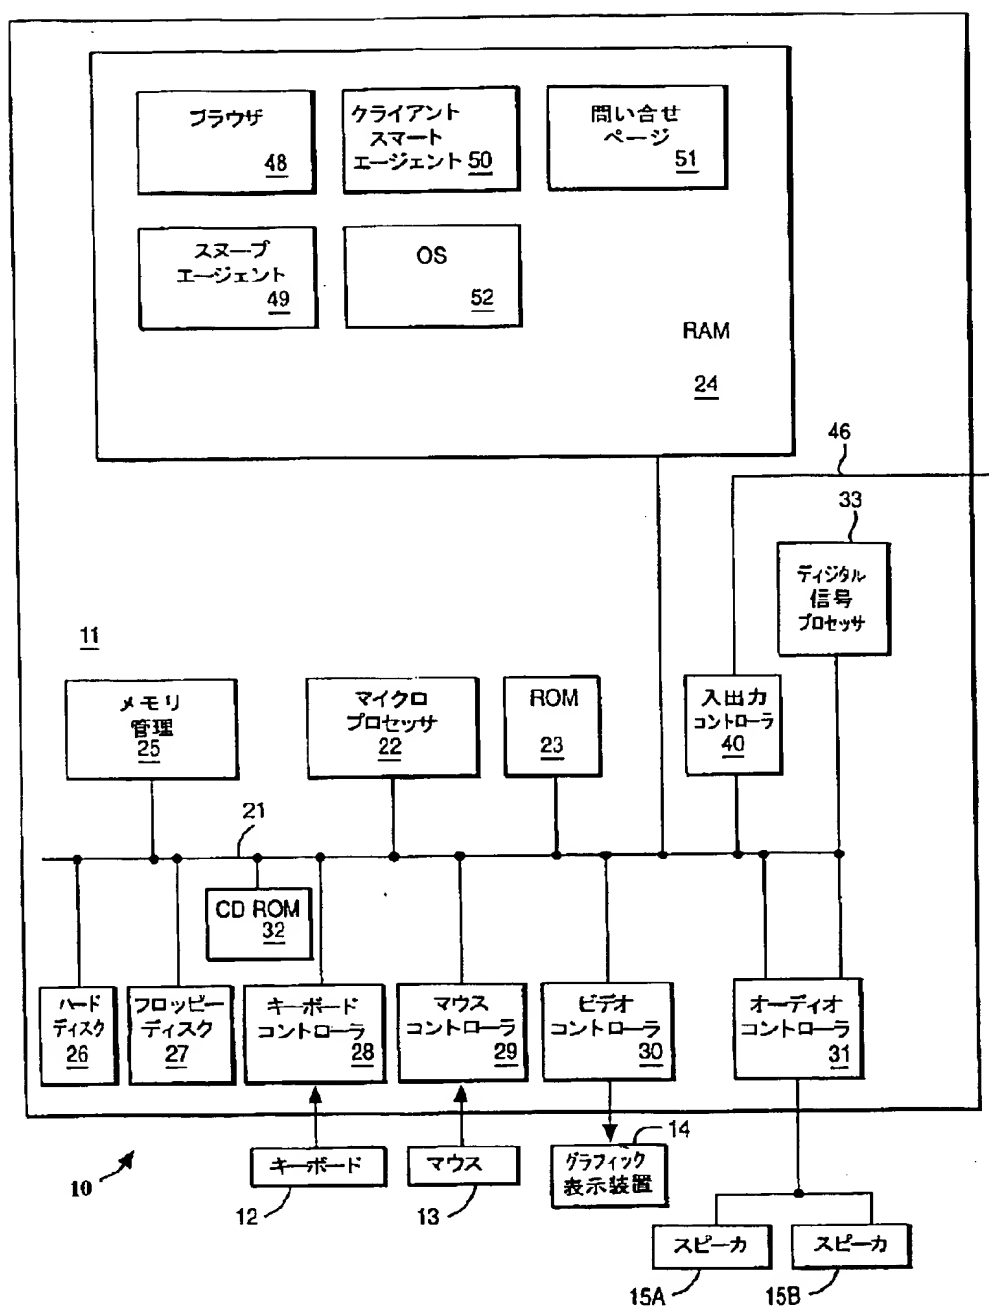 ブラウザ
48
クライアント
スマート
エージェント 50
問い合せ
ページ
51
スヌープ
エージェント
49
OS
52
RAM
24
46
33
ディジタル
信号
プロセッサ
11
メモリ
管理
25
マイクロ
プロセッサ
22
ROM
23
入出力
コントローラ
40
21
CD ROM
32
ハード
ディスク
26
フロッピー
ディスク
27
キーボード
コントローラ
28
マウス
コントローラ
29
ビデオ
コントローラ
30
オーディオ
コントローラ
31
10
キーボード
12
マウス
13
14
グラフィック
表示装置
スピーカ
15A
スピーカ
15B